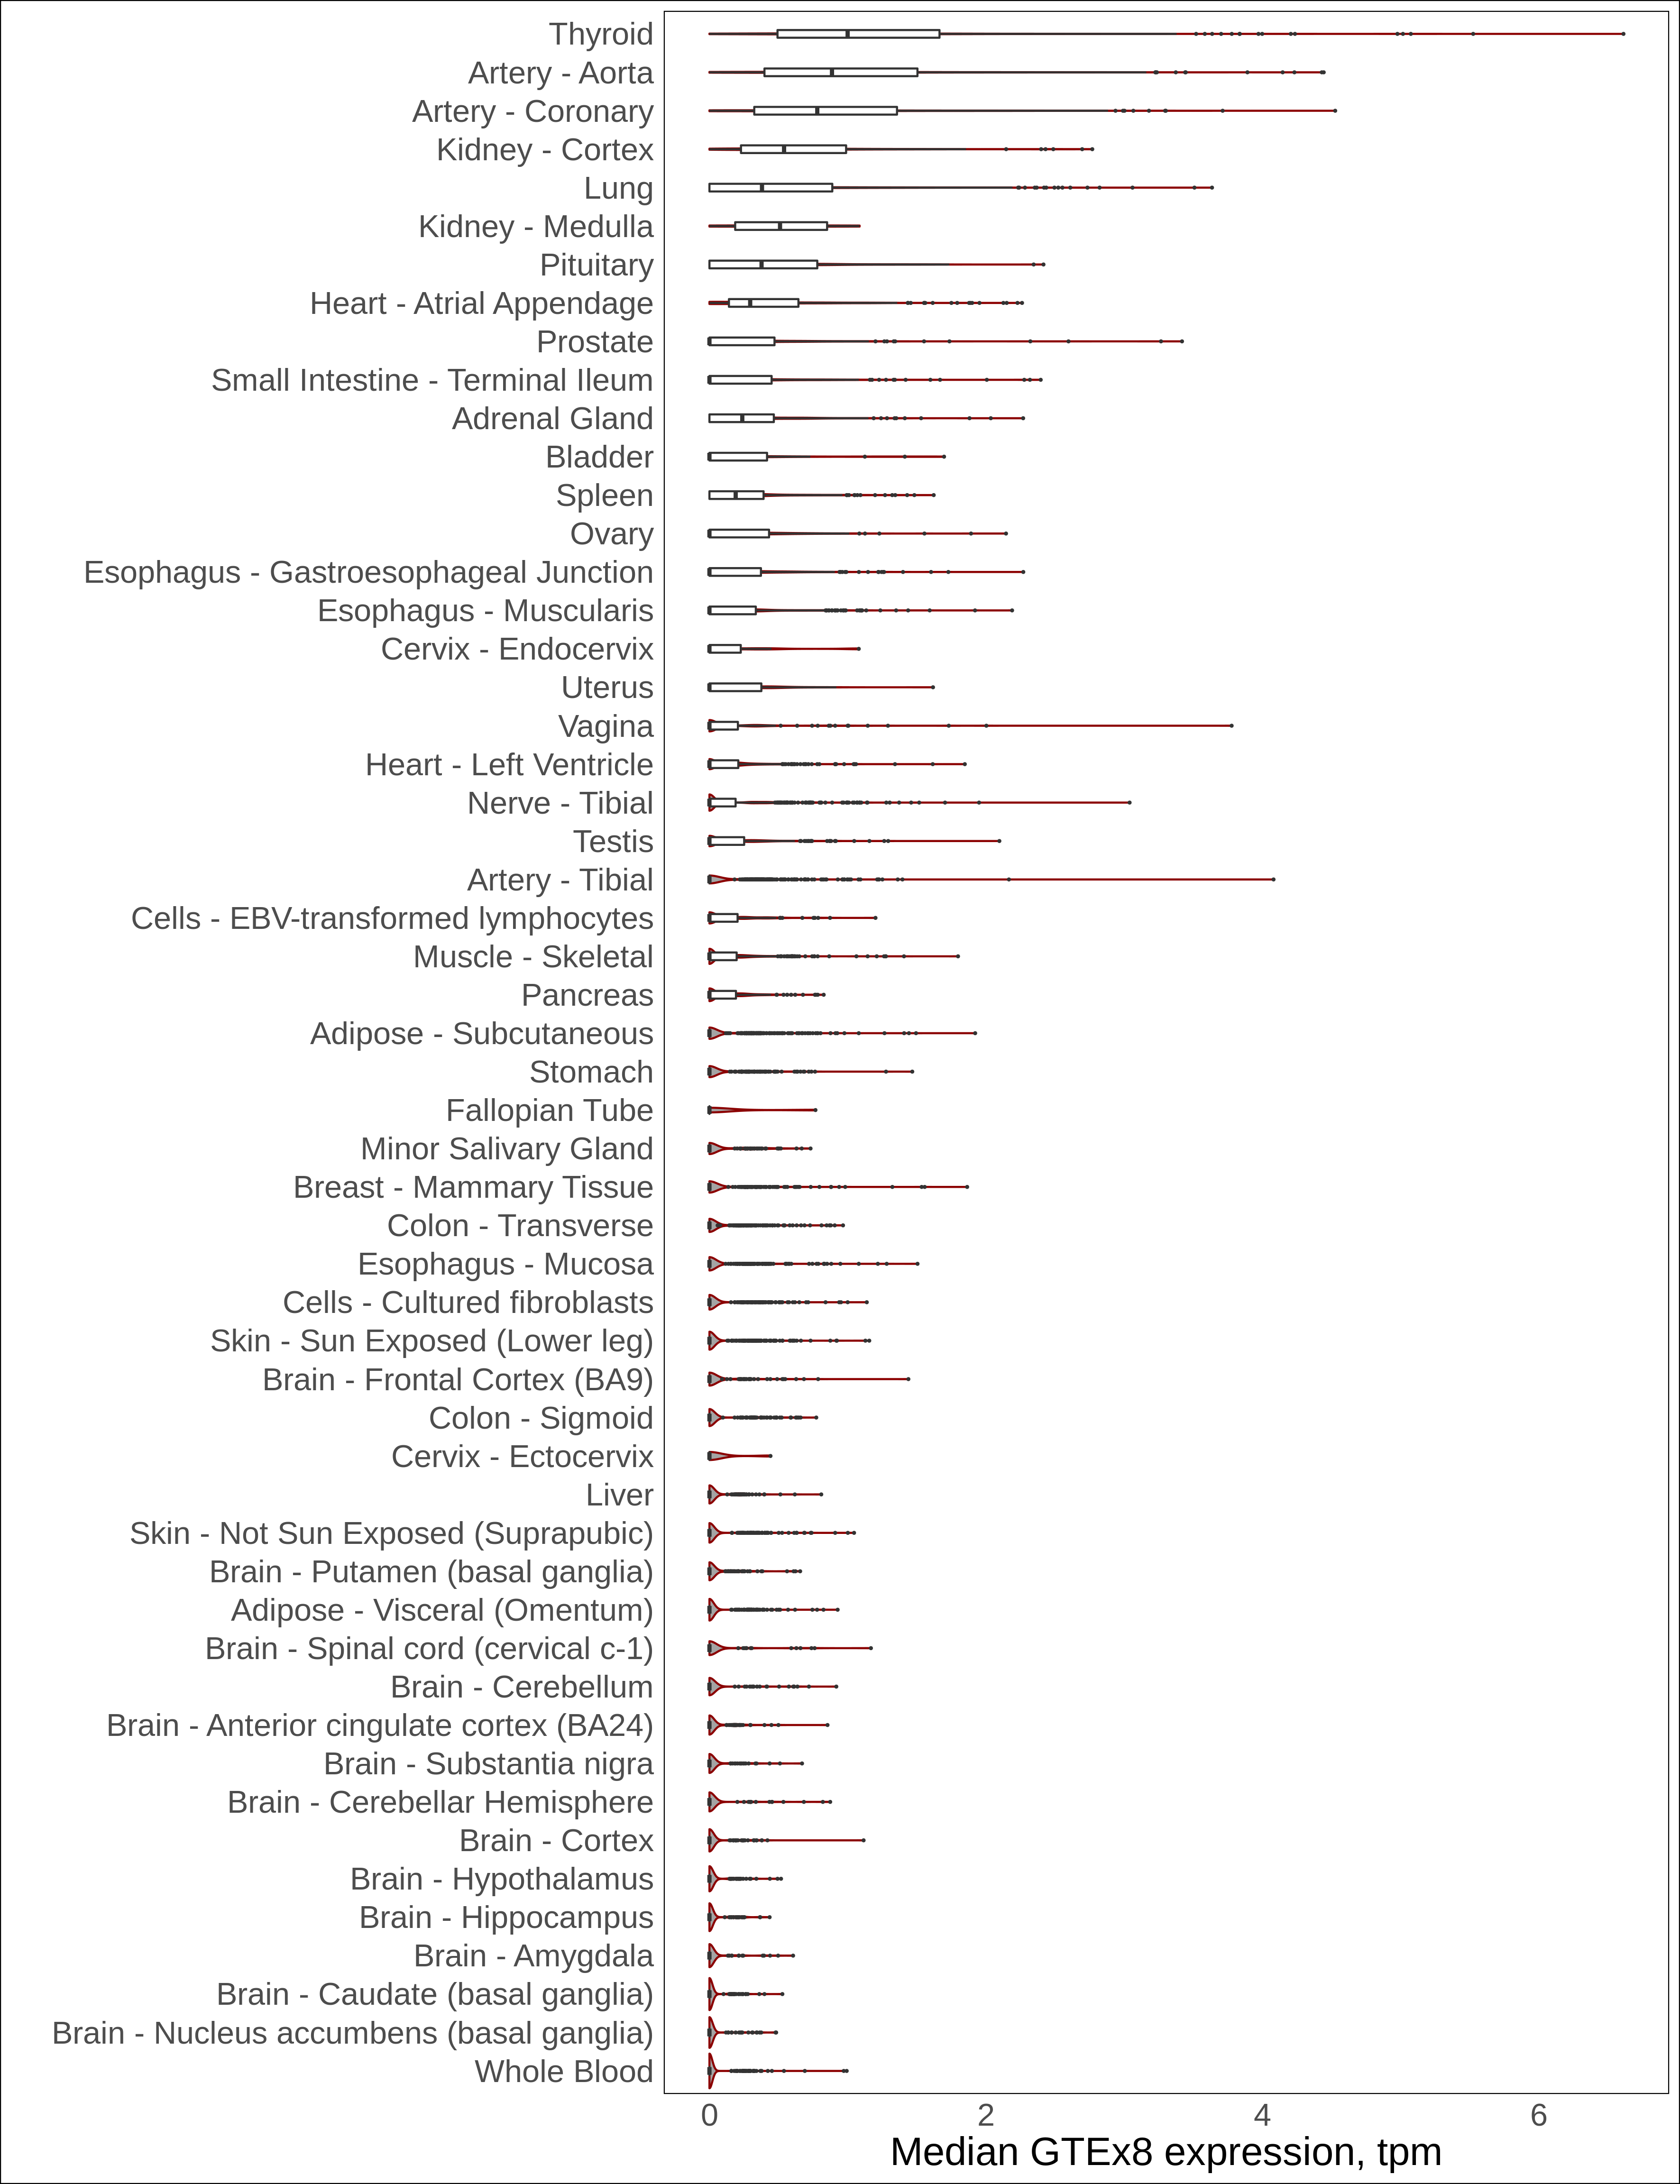 Thyroid
Artery - Aorta
Artery - Coronary
Kidney - Cortex
Lung
Kidney - Medulla
Pituitary
Heart - Atrial Appendage
Prostate
Small Intestine - Terminal Ileum
Adrenal Gland
Bladder
Spleen
Ovary
Esophagus - Gastroesophageal Junction
Esophagus - Muscularis
Cervix - Endocervix
Uterus
Vagina
Heart - Left Ventricle
Nerve - Tibial
Testis
Artery - Tibial
Cells - EBV-transformed lymphocytes
Muscle - Skeletal
Pancreas
Adipose - Subcutaneous
Stomach
Fallopian Tube
Minor Salivary Gland
Breast - Mammary Tissue
Colon - Transverse
Esophagus - Mucosa
Cells - Cultured fibroblasts
Skin - Sun Exposed (Lower leg)
Brain - Frontal Cortex (BA9)
Colon - Sigmoid
Cervix - Ectocervix
Liver
Skin - Not Sun Exposed (Suprapubic)
Brain - Putamen (basal ganglia)
Adipose - Visceral (Omentum)
Brain - Spinal cord (cervical c-1)
Brain - Cerebellum
Brain - Anterior cingulate cortex (BA24)
Brain - Substantia nigra
Brain - Cerebellar Hemisphere
Brain - Cortex
Brain - Hypothalamus
Brain - Hippocampus
Brain - Amygdala
Brain - Caudate (basal ganglia)
Brain - Nucleus accumbens (basal ganglia)
Whole Blood
0 2 4 6
Median GTEx8 expression, tpm